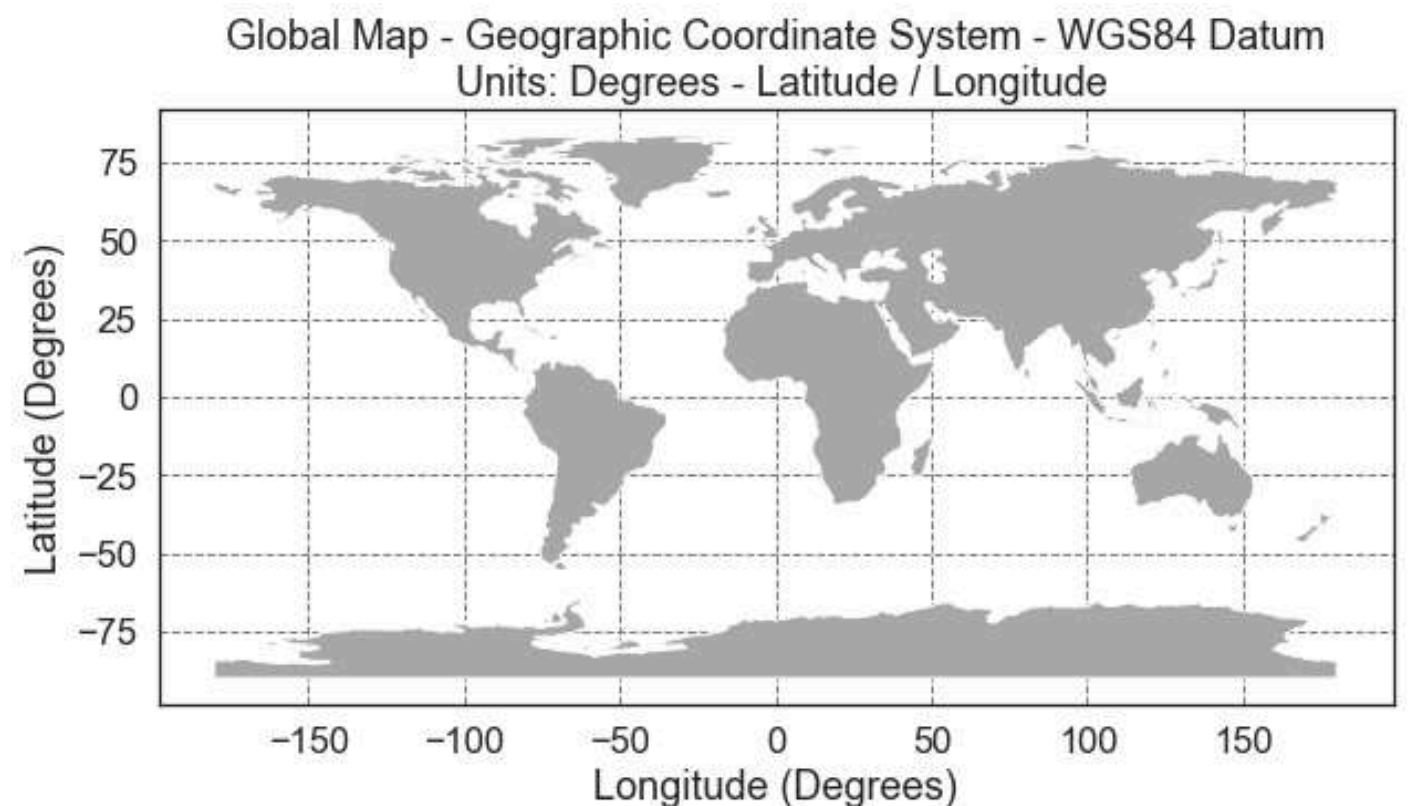 Global Map - Geographic Coordinate System - WGS84 Datum
Units: Degrees - Latitude / Longitude
Latitude (Degrees)
75
50
25
0
−25
−50
−75
−150 −100 −50 0 50 100 150
Longitude (Degrees)